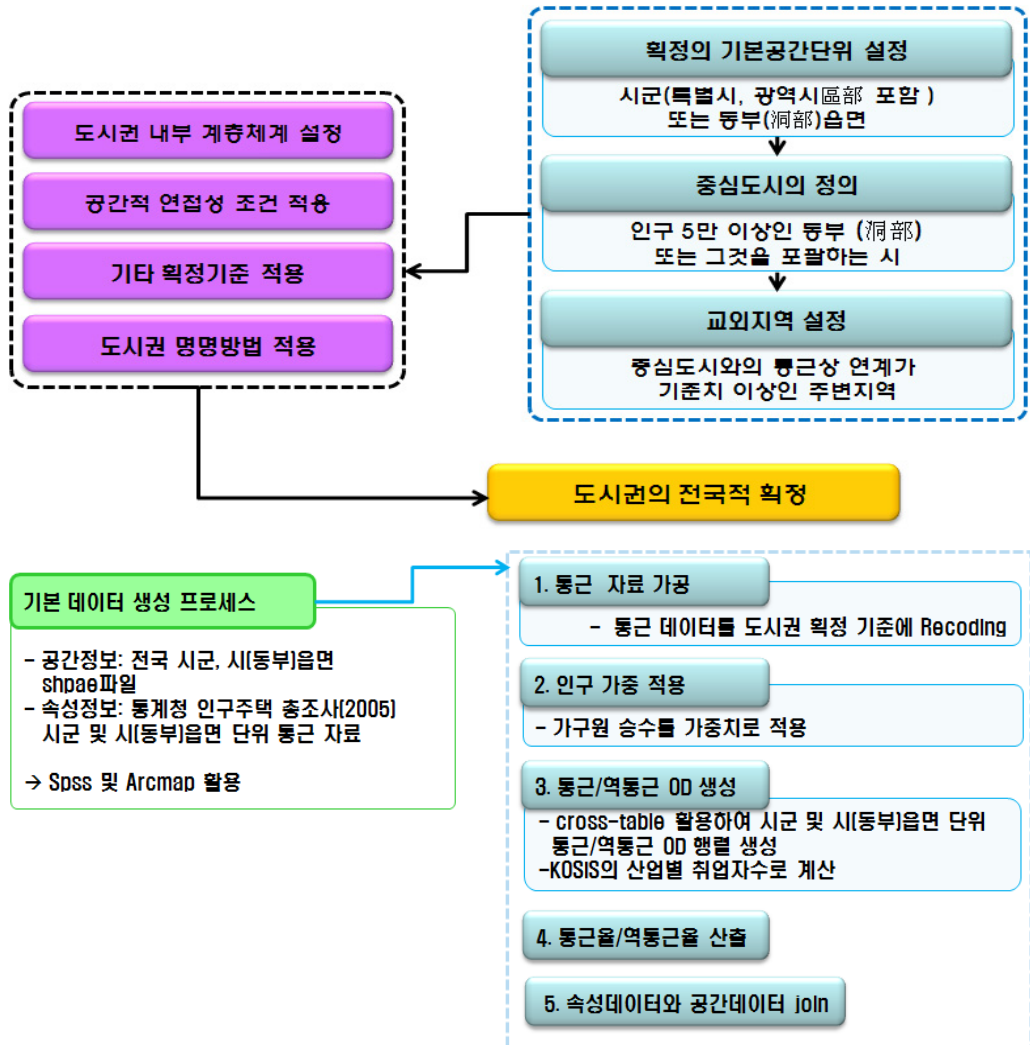 획정의 기본공간단위 설정
시군(특별시, 광역시區部 포함 )
또는 동부(洞部)읍면
중심도시의 정의
인구 5만 이상인 동부 (洞部)
또는 그것을 포괄하는 시
교외지역 설정
중심도시와의 통근상 연계가
기준치 이상인 주변지역
도시권 내부 계층체계 설정
공간적 연접성 조건 적용
기타 획정기준 적용
도시권 명명방법 적용
도시권의 전국적 획정
기본 데이터 생성 프로세스
- 공간정보: 전국 시군, 시(동부)읍면
shpae파일
- 속성정보: 통계청 인구주택 총조사(2005)
시군 및 시(동부)읍면 단위 통근 자료
→ Spss 및 Arcmap 활용
1. 통근 자료 가공
- 통근 데이터를 도시권 획정 기준에 Recoding
2. 인구 가중 적용
- 가구원 승수를 가중치로 적용
3. 통근/역통근 OD 생성
- cross-table 활용하여 시군 및 시(동부)읍면 단위
통근/역통근 OD 행렬 생성
-KOSIS의 산업별 취업자수로 계산
4. 통근율/역통근율 산출
5. 속성데이터와 공간데이터 join